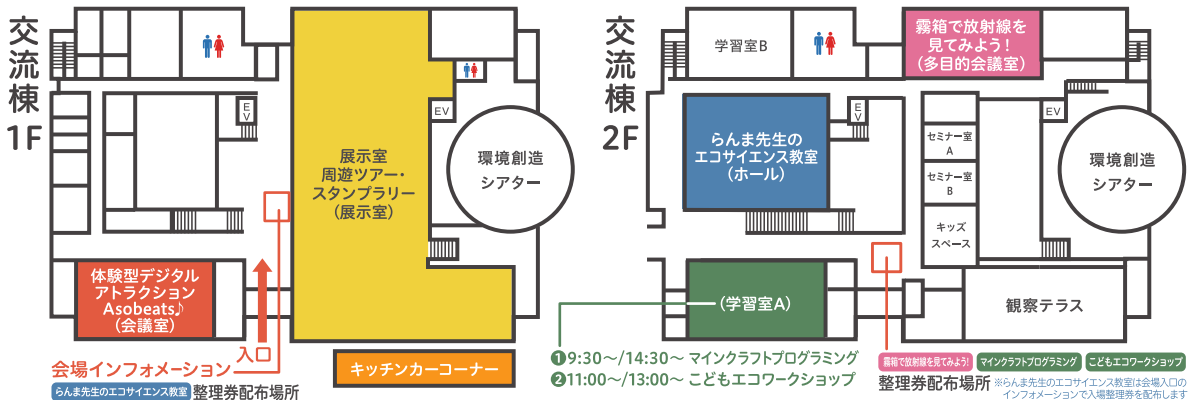 交流棟
1F
EV
展示室
周遊ツアー・
スタンプラリー
(展示室)
EV
環境創造
シアター
体験型デジタル
アトラクション
Asobeats♪
(会議室)
入口
会場インフォメーション
らんま先生のエコサイエンス教室
整理券配布場所
キッチンカーコーナー
交流棟
2F
学習室B
霧箱で放射線を
見てみよう!
(多目的会議室)
らんま先生の
エコサイエンス教室
(ホール)
EV
セミナー室
A
セミナー室
B
キッズ
スペース
EV
環境創造
シアター
(学習室A)
観察テラス
❶9:30〜/14:30〜 マインクラフトプログラミング
❷11:00〜/13:00〜 こどもエコワークショップ
霧箱で放射線を見てみよう!
マインクラフトプログラミング
こどもエコワークショップ
整理券配布場所
※らんま先生のエコサイエンス教室は会場入口の
インフォメーションで入場整理券を配布します